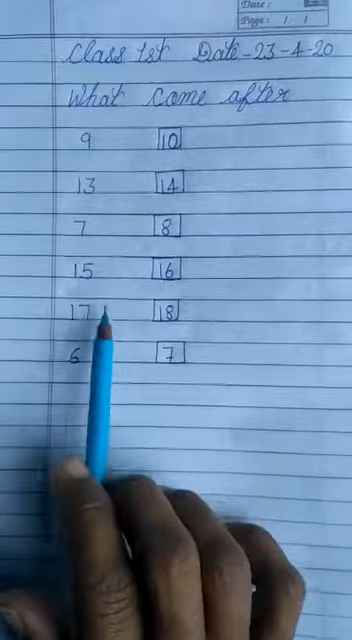 Date :
Page : / /
Class 1st Date-23-4-20
What come after
9 10
13 14
7 8
15 16
17 18
6 7